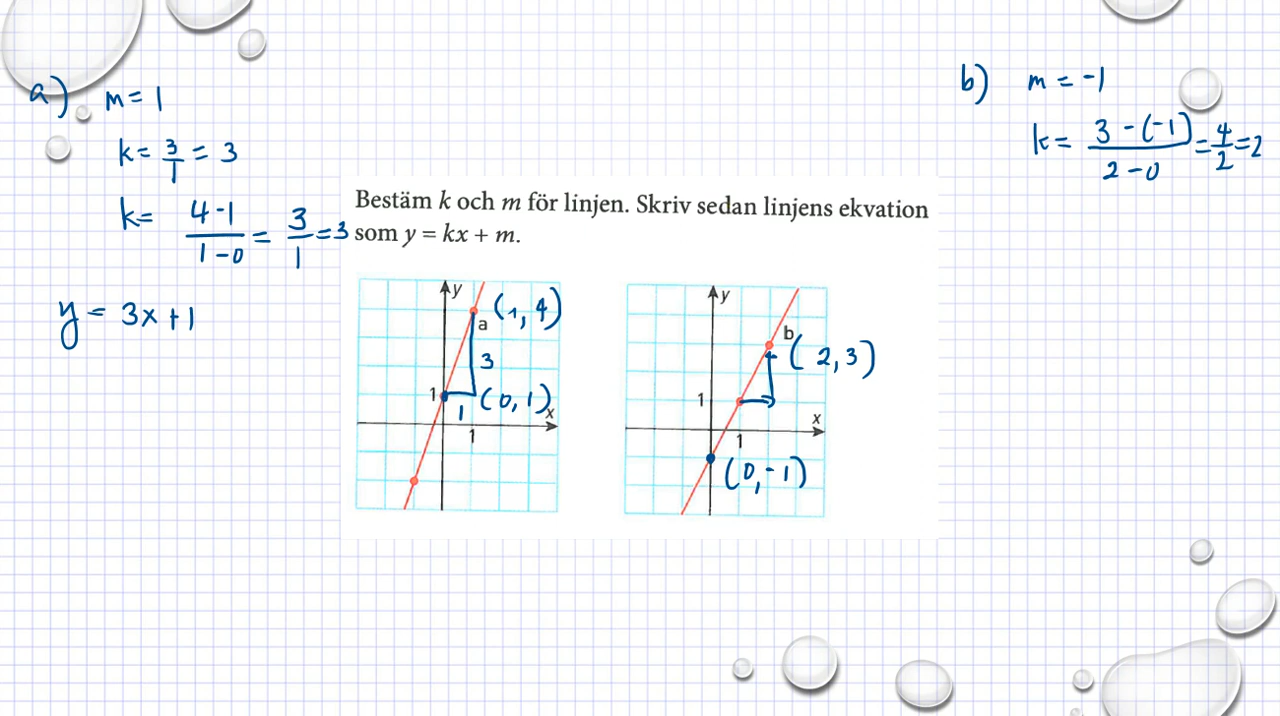 a) m = 1
k = 3/1 = 3
k = (4-1)/(1-0) = 3/1 = 3
y = 3x + 1
b) m = -1
k = (3-(-1))/(2-0) = 4/2 = 2
Bestäm k och m för linjen. Skriv sedan linjens ekvation
som y = kx + m.
y
(1, 4)
a
3
1
(0, 1)
1
x
1
y
b
(2, 3)
1
x
1
(0, -1)